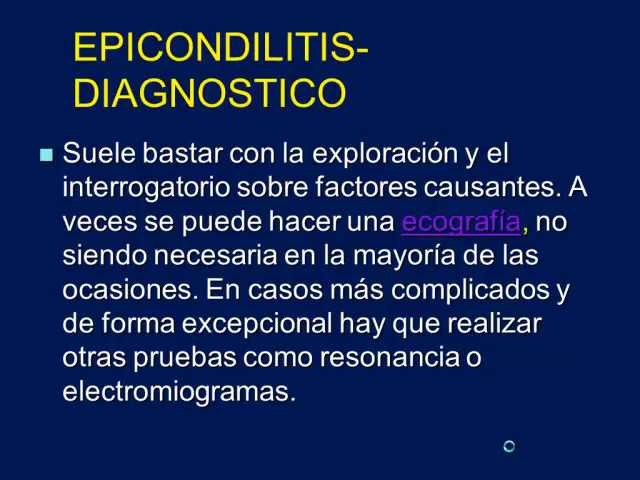 EPICONDILITIS-
DIAGNOSTICO
Suele bastar con la exploración y el
interrogatorio sobre factores causantes. A
veces se puede hacer una ecografía, no
siendo necesaria en la mayoría de las
ocasiones. En casos más complicados y
de forma excepcional hay que realizar
otras pruebas como resonancia o
electromiogramas.